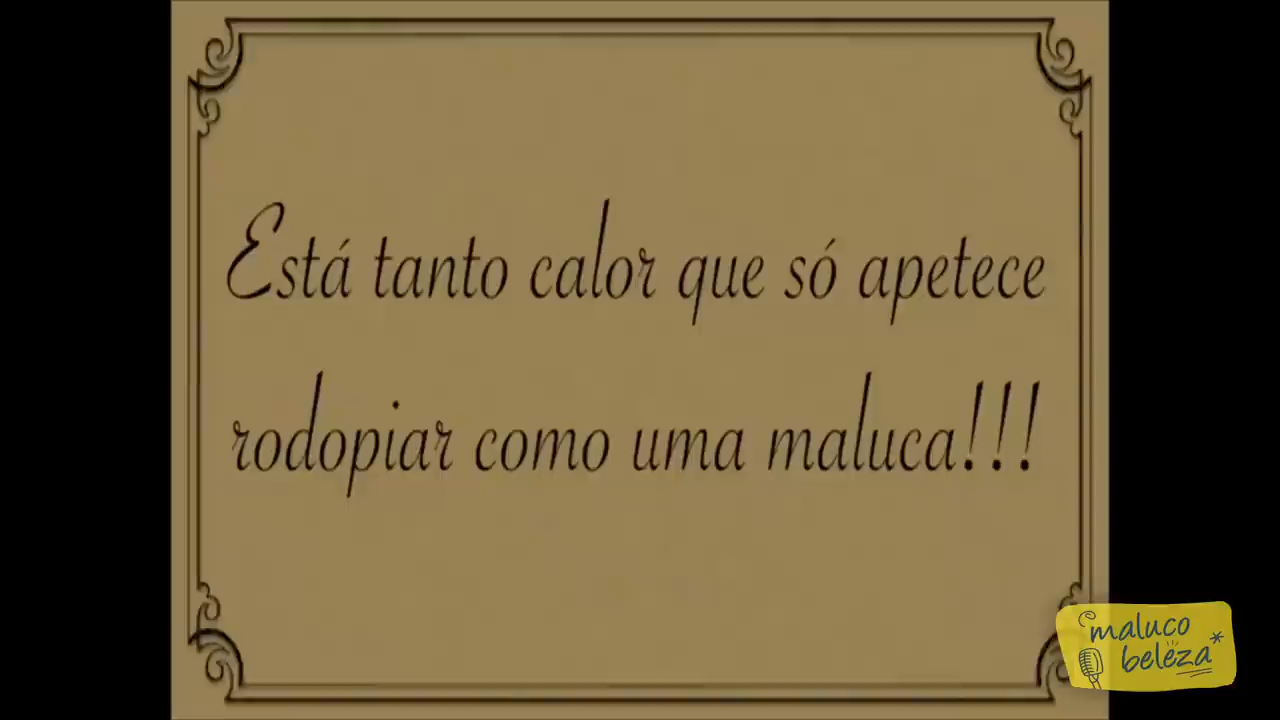 Está tanto calor que só apetece
rodopiar como uma maluca!!!
maluco
beleza